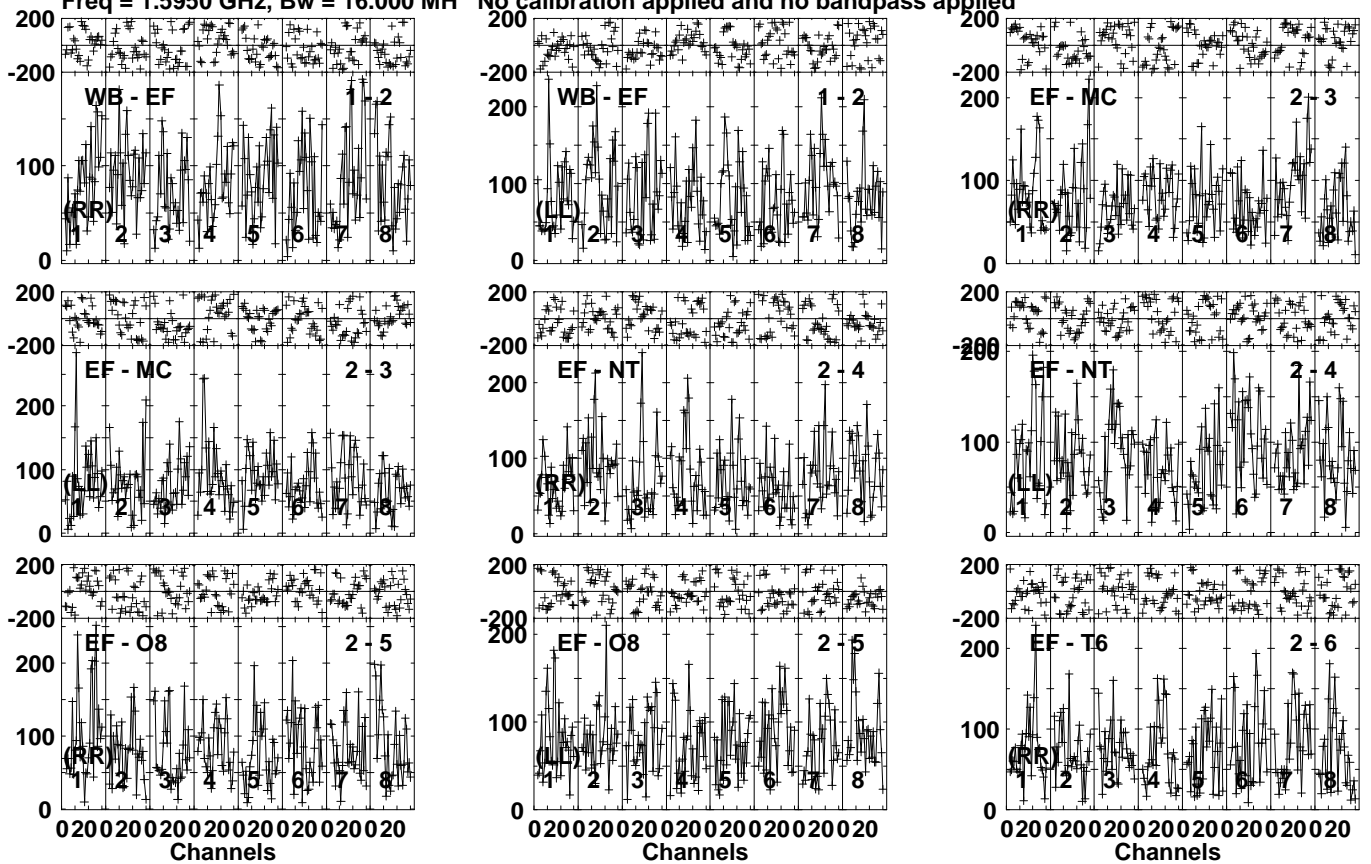 Freq = 1.5950 GHz, Bw = 16.000 MH No calibration applied and no bandpass applied
200 200 200
-200 -200 -200
WB - EF 1 - 2 WB - EF 1 - 2 EF - MC 2 - 3
200 200 200
100 100 100
(RR) (LL) (RR)
1 2 3 4 5 6 7 8 1 2 3 4 5 6 7 8 1 2 3 4 5 6 7 8
0 0 0
200 200 200
-200 -200 -200
200
EF - MC 2 - 3 EF - NT 2 - 4 EF - NT 2 - 4
200 200
100 100 100
(LL) (RR) (LL)
1 2 3 4 5 6 7 8 1 2 3 4 5 6 7 8 1 2 3 4 5 6 7 8
0 0 0
200 200 200
-200 -200 -200
EF - O8 2 - 5 EF - O8 2 - 5 EF - T6 2 - 6
200 200 200
100 100 100
(RR) (LL) (RR)
1 2 3 4 5 6 7 8 1 2 3 4 5 6 7 8 1 2 3 4 5 6 7 8
0 0 0
0 20 0 20 0 20 0 20 0 20 0 20 0 20 0 20 0 20 0 20 0 20 0 20 0 20 0 20 0 20 0 20 0 20 0 20 0 20 0 20 0 20 0 20 0 20 0 20
Channels Channels Channels